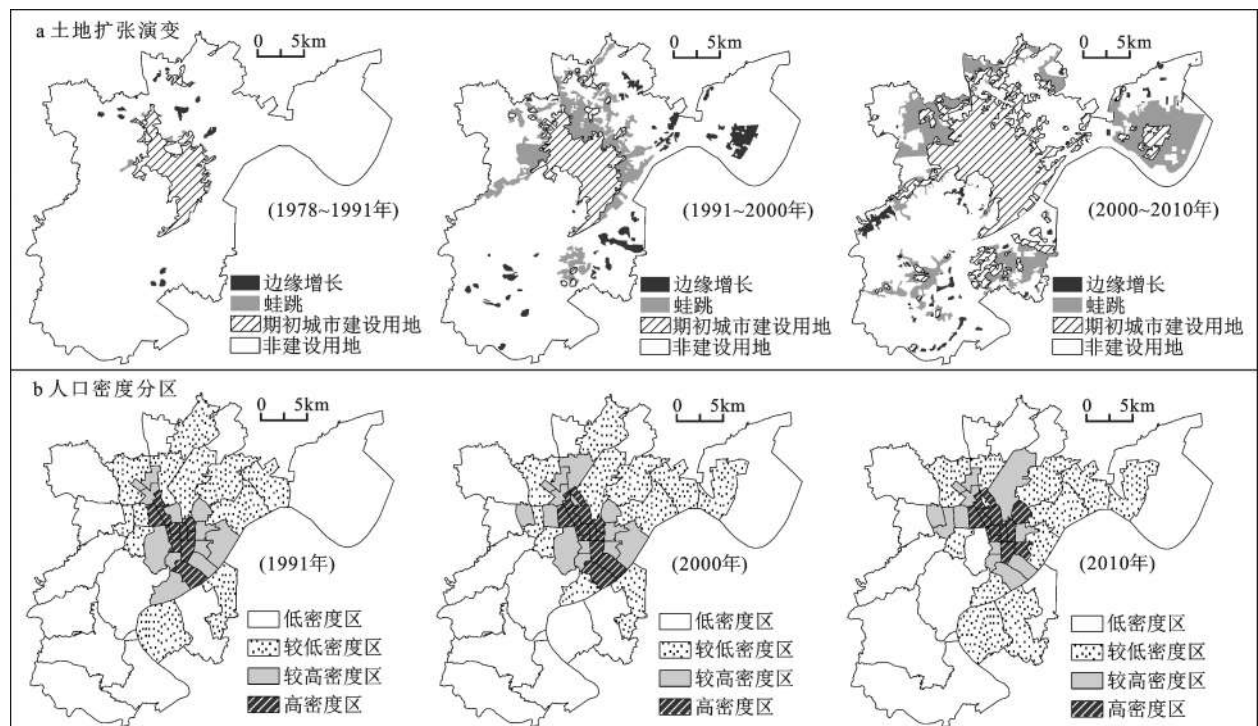 a 土地扩张演变
0 5km
(1978~1991年)
边缘增长
蛙跳
期初城市建设用地
非建设用地
0 5km
(1991~2000年)
边缘增长
蛙跳
期初城市建设用地
非建设用地
0 5km
(2000~2010年)
边缘增长
蛙跳
期初城市建设用地
非建设用地
b 人口密度分区
0 5km
(1991年)
低密度区
较低密度区
较高密度区
高密度区
0 5km
(2000年)
低密度区
较低密度区
较高密度区
高密度区
0 5km
(2010年)
低密度区
较低密度区
较高密度区
高密度区